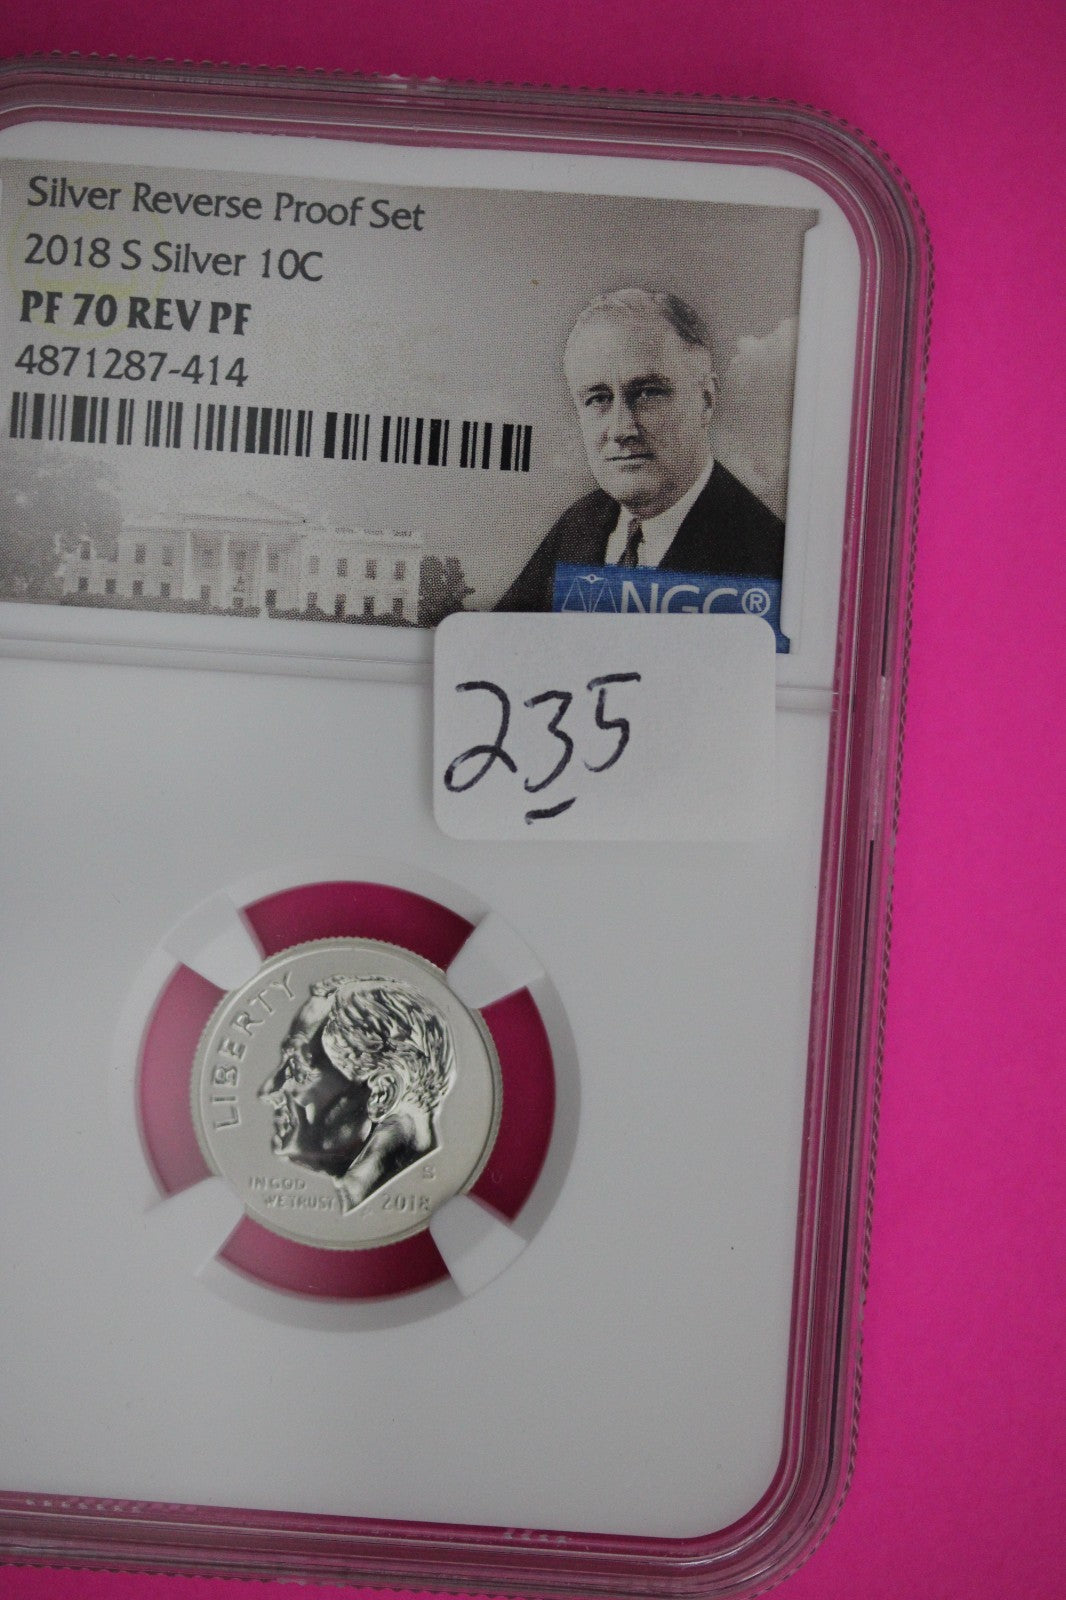 Silver Reverse Proof Set
2018 S Silver 10C
PF 70 REV PF
4871287-414
NGC®
235
LIBERTY
IN GOD
WE TRUST
S
2018